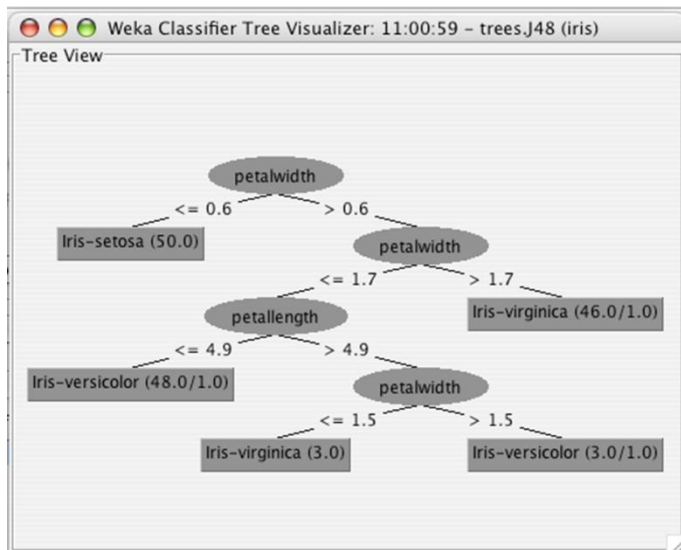 Weka Classifier Tree Visualizer: 11:00:59 - trees.J48 (iris)
Tree View
petalwidth
<= 0.6 > 0.6
Iris-setosa (50.0)
petalwidth
<= 1.7 > 1.7
petallength
Iris-virginica (46.0/1.0)
<= 4.9 > 4.9
Iris-versicolor (48.0/1.0)
petalwidth
<= 1.5 > 1.5
Iris-virginica (3.0) Iris-versicolor (3.0/1.0)